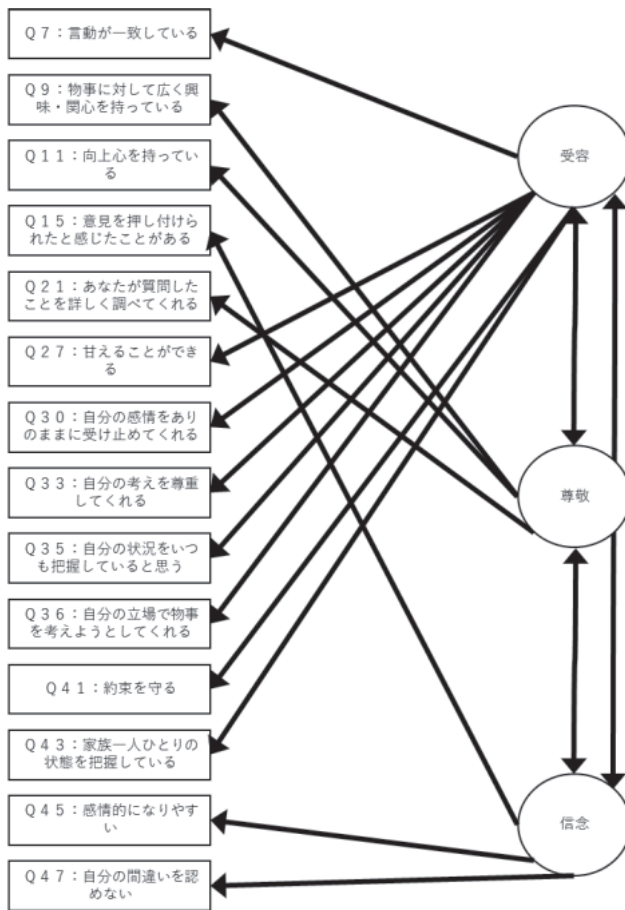 Q7：言動が一致している
Q9：物事に対して広く興
味・関心を持っている
Q11：向上心を持ってい
る
Q15：意見を押し付けら
れたと感じたことがある
Q21：あなたが質問した
ことを詳しく調べてくれる
Q27：甘えることができ
る
Q30：自分の感情をあり
のままに受け止めてくれる
Q33：自分の考えを尊重
してくれる
Q35：自分の状況をいつ
も把握していると思う
Q36：自分の立場で物事
を考えようとしてくれる
Q41：約束を守る
Q43：家族一人ひとりの
状態を把握している
Q45：感情的になりやす
い
Q47：自分の間違いを認
めない
受容
尊敬
信念